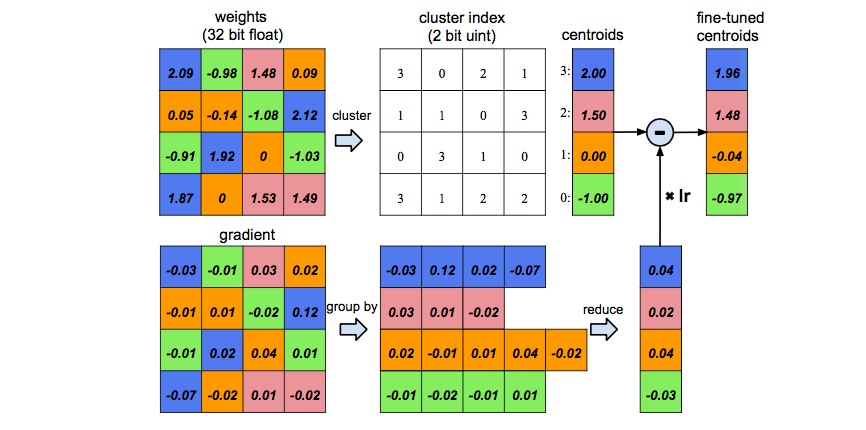 weights
(32 bit float)
cluster index
(2 bit uint)
centroids
fine-tuned
centroids
2.09 -0.98 1.48 0.09
3 0 2 1
3: 2.00
1.96
0.05 -0.14 -1.08 2.12
cluster
1 1 0 3
2: 1.50
1.48
-0.91 1.92 0 -1.03
0 3 1 0
1: 0.00
-
-0.04
1.87 0 1.53 1.49
3 1 2 2
0: -1.00
× lr
-0.97
gradient
-0.03 -0.01 0.03 0.02
-0.03 0.12 0.02 -0.07
0.04
-0.01 0.01 -0.02 0.12
group by
0.03 0.01 -0.02
reduce
0.02
-0.01 0.02 0.04 0.01
0.02 -0.01 0.01 0.04 -0.02
0.04
-0.07 -0.02 0.01 -0.02
-0.01 -0.02 -0.01 0.01
-0.03